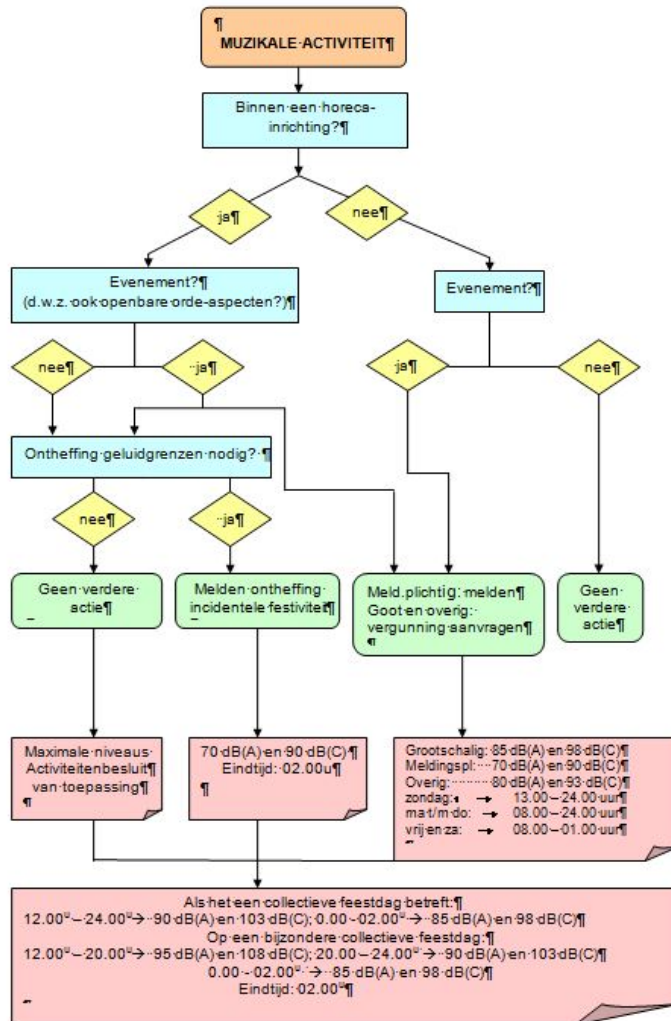 ¶
MUZIKALE·ACTIVITEIT¶
Binnen·een·horeca-
inrichting?¶
·ja¶
nee¶
Evenement?¶
(d.w.z.·ook·openbare·orde-aspecten?)¶
Evenement?¶
nee¶
··ja¶
ja¶
nee¶
Ontheffing·geluidgrenzen·nodig?·¶
nee¶
··ja¶
Geen·verdere·
actie¶
Melden·ontheffing·
incidentele·festiviteit¶
Meld.plichtig:·melden¶
Goot·en·overig:·
vergunning·aanvragen¶
¶
Geen·
verdere·
actie¶
Maximale·niveaus·
Activiteitenbesluit¶
van·toepassing¶
¶
70·dB(A)·en·90·dB(C)·¶
Eindtijd:·02.00u¶
¶
Grootschalig:·85·dB(A)·en·98·dB(C)¶
Meldingspl:····70·dB(A)·en·90·dB(C)¶
Overig:··········80·dB(A)·en·93·dB(C)¶
zondag:· → 13.00·–·24.00·uur¶
ma·t/m·do: → 08.00·–·24.00·uur¶
vrij·en·za: → 08.00·–·01.00·uur¶
¶
Als·het·een·collectieve·feestdag·betreft:¶
12.00ᵘ·–·24.00ᵘ→··90·dB(A)·en·103·dB(C);·0.00·-·02.00ᵘ·→··85·dB(A)·en·98·dB(C)¶
Op·een·bijzondere·collectieve·feestdag:¶
12.00ᵘ·–·20.00ᵘ→··95·dB(A)·en·108·dB(C);·20.00·–·24.00ᵘ·→··90·dB(A)·en·103·dB(C)¶
0.00·-·02.00ᵘ·→··85·dB(A)·en·98·dB(C)¶
Eindtijd:·02.00ᵘ¶
¶